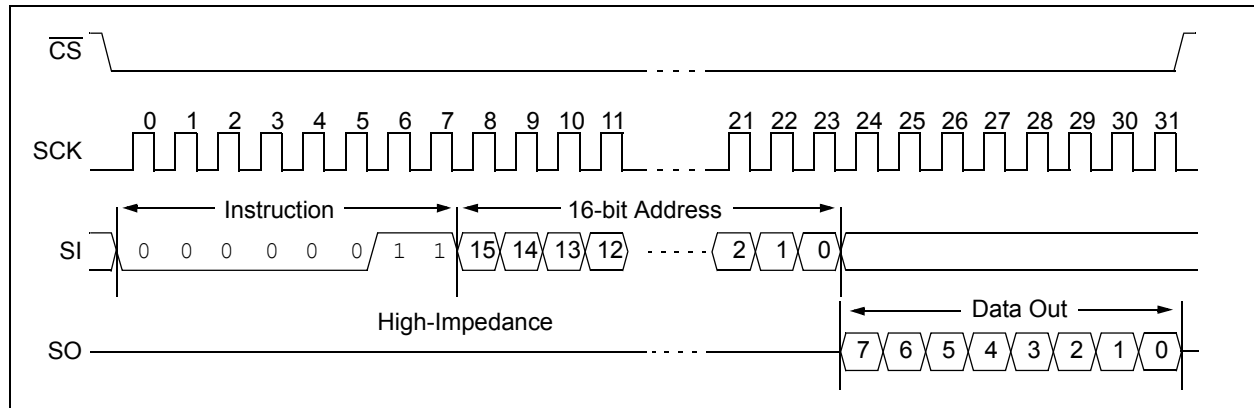 CS
0 1 2 3 4 5 6 7 8 9 10 11 21 22 23 24 25 26 27 28 29 30 31
SCK
Instruction 16-bit Address
SI 0 0 0 0 0 0 1 1 15 14 13 12 2 1 0
High-Impedance Data Out
SO 7 6 5 4 3 2 1 0